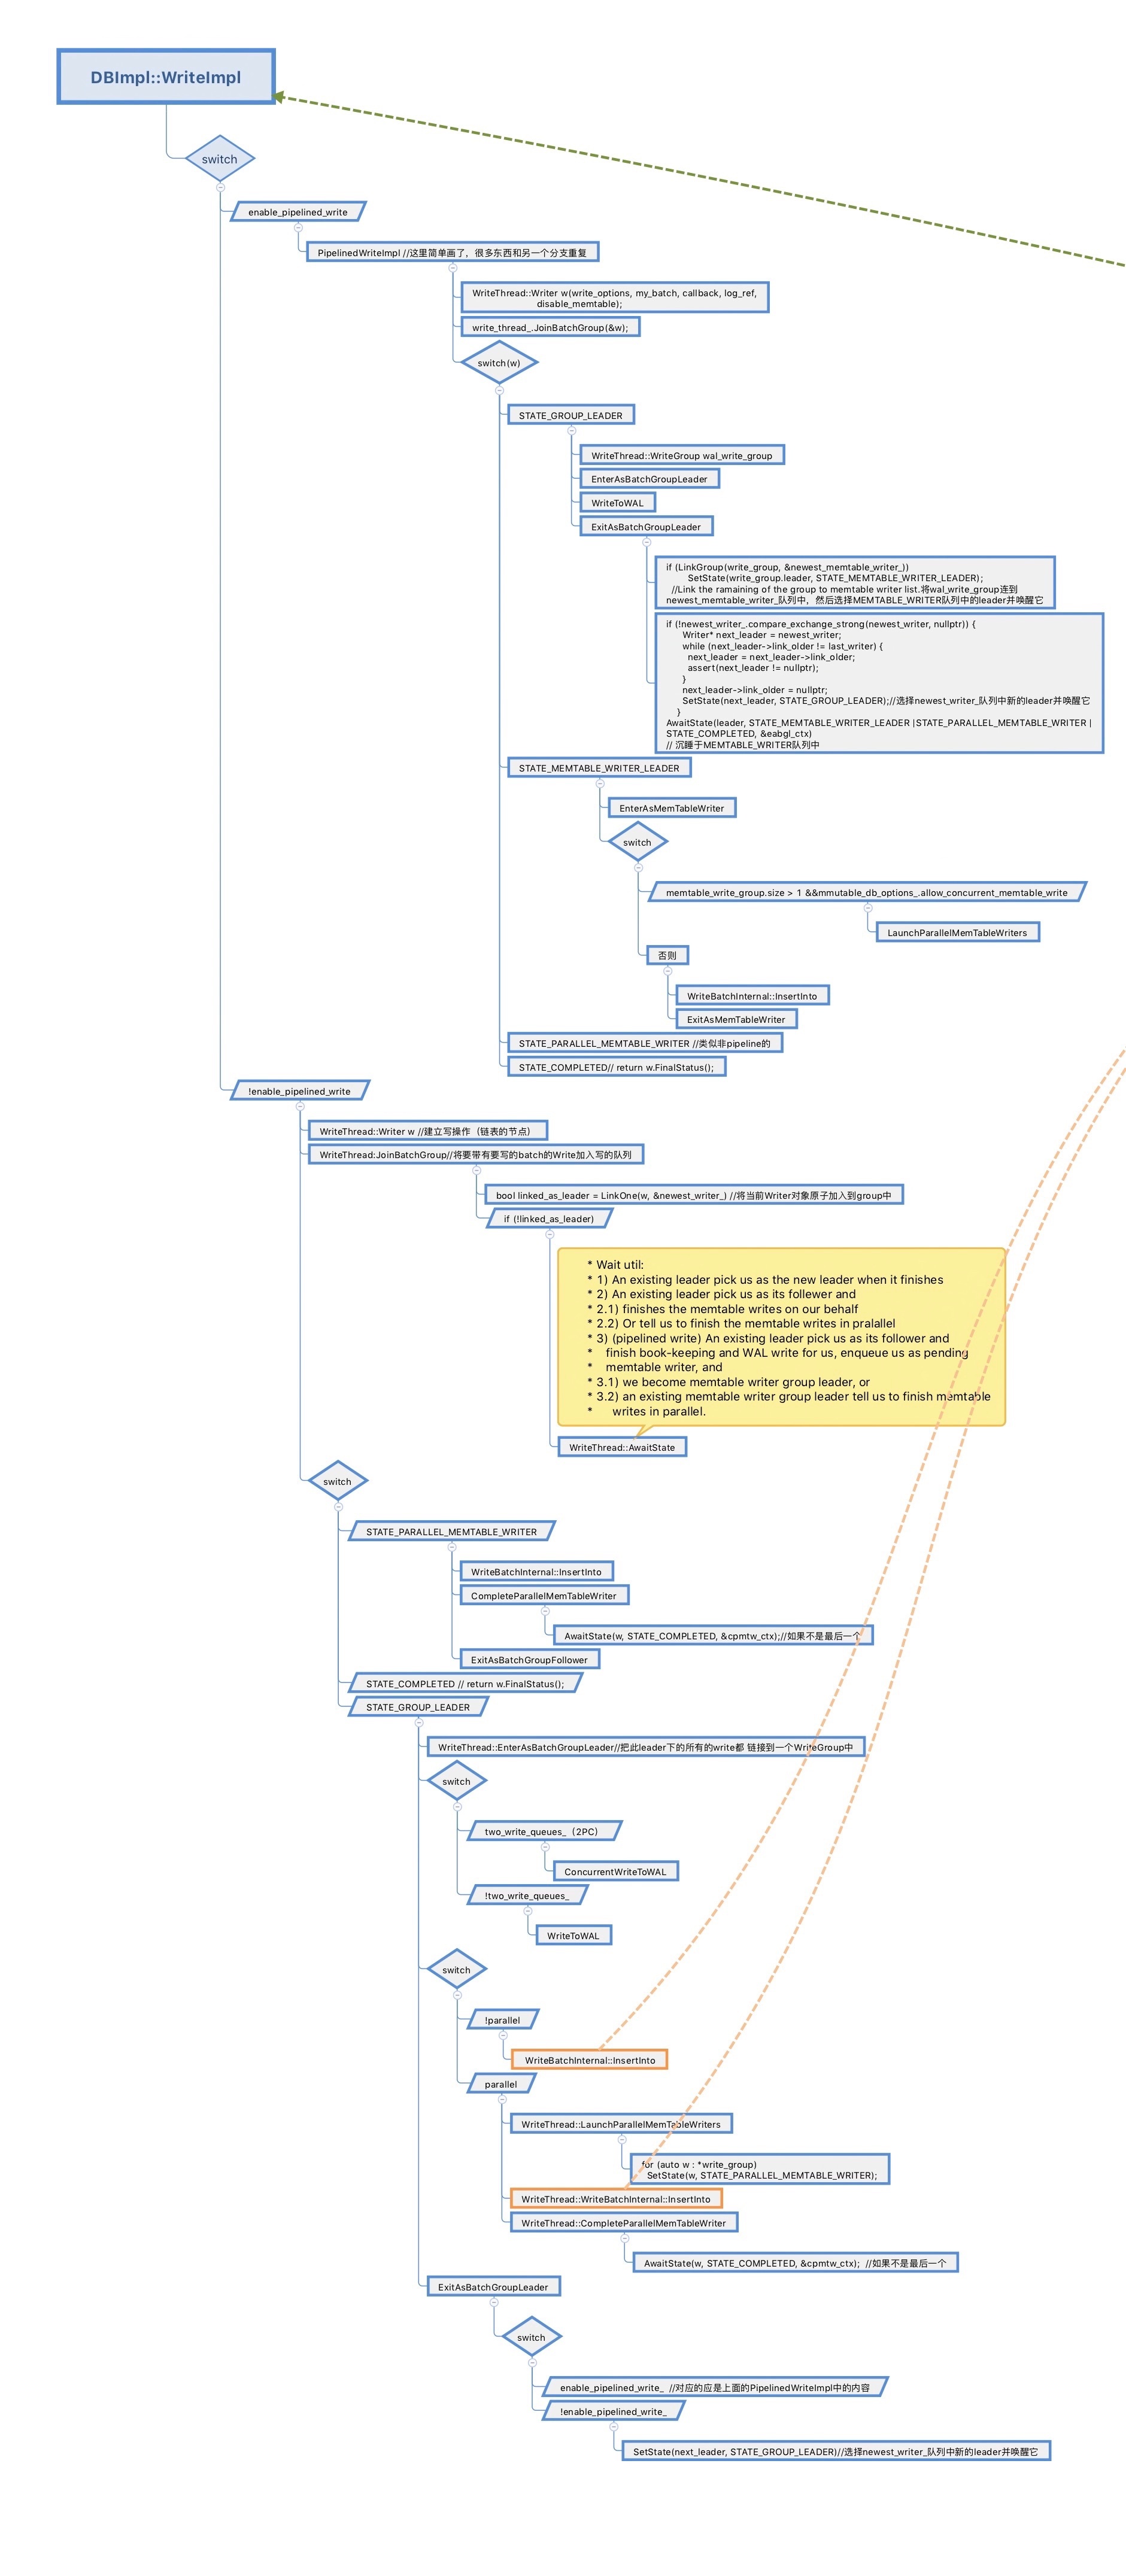 DBImpl::WriteImpl
switch
enable_pipelined_write
PipelinedWriteImpl //这里简单画了，很多东西和另一个分支重复
WriteThread::Writer w(write_options, my_batch, callback, log_ref,
disable_memtable);
write_thread_.JoinBatchGroup(&w);
switch(w)
STATE_GROUP_LEADER
WriteThread::WriteGroup wal_write_group
EnterAsBatchGroupLeader
WriteToWAL
ExitAsBatchGroupLeader
if (LinkGroup(write_group, &newest_memtable_writer_))
SetState(write_group.leader, STATE_MEMTABLE_WRITER_LEADER);
//Link the ramaining of the group to memtable writer list.将wal_write_group连到
newest_memtable_writer_队列中，然后选择MEMTABLE_WRITER队列中的leader并唤醒它
if (!newest_writer_.compare_exchange_strong(newest_writer, nullptr)) {
Writer* next_leader = newest_writer;
while (next_leader->link_older != last_writer) {
next_leader = next_leader->link_older;
assert(next_leader != nullptr);
}
next_leader->link_older = nullptr;
SetState(next_leader, STATE_GROUP_LEADER);//选择newest_writer_队列中新的leader并唤醒它
}
AwaitState(leader, STATE_MEMTABLE_WRITER_LEADER |STATE_PARALLEL_MEMTABLE_WRITER |
STATE_COMPLETED, &eabgl_ctx)
// 沉睡于MEMTABLE_WRITER队列中
STATE_MEMTABLE_WRITER_LEADER
EnterAsMemTableWriter
switch
memtable_write_group.size > 1 &&mmutable_db_options_.allow_concurrent_memtable_write
LaunchParallelMemTableWriters
否则
WriteBatchInternal::InsertInto
ExitAsMemTableWriter
STATE_PARALLEL_MEMTABLE_WRITER //类似非pipeline的
STATE_COMPLETED// return w.FinalStatus();
!enable_pipelined_write
WriteThread::Writer w //建立写操作（链表的节点）
WriteThread:JoinBatchGroup//将要带有要写的batch的Write加入写的队列
bool linked_as_leader = LinkOne(w, &newest_writer_) //将当前Writer对象原子加入到group中
if (!linked_as_leader)
* Wait util:
* 1) An existing leader pick us as the new leader when it finishes
* 2) An existing leader pick us as its follewer and
* 2.1) finishes the memtable writes on our behalf
* 2.2) Or tell us to finish the memtable writes in pralallel
* 3) (pipelined write) An existing leader pick us as its follower and
* finish book-keeping and WAL write for us, enqueue us as pending
* memtable writer, and
* 3.1) we become memtable writer group leader, or
* 3.2) an existing memtable writer group leader tell us to finish memtable
* writes in parallel.
WriteThread::AwaitState
switch
STATE_PARALLEL_MEMTABLE_WRITER
WriteBatchInternal::InsertInto
CompleteParallelMemTableWriter
AwaitState(w, STATE_COMPLETED, &cpmtw_ctx);//如果不是最后一个
ExitAsBatchGroupFollower
STATE_COMPLETED // return w.FinalStatus();
STATE_GROUP_LEADER
WriteThread::EnterAsBatchGroupLeader//把此leader下的所有的write都 链接到一个WriteGroup中
switch
two_write_queues_（2PC）
ConcurrentWriteToWAL
!two_write_queues_
WriteToWAL
switch
!parallel
WriteBatchInternal::InsertInto
parallel
WriteThread::LaunchParallelMemTableWriters
for (auto w : *write_group)
SetState(w, STATE_PARALLEL_MEMTABLE_WRITER);
WriteThread::WriteBatchInternal::InsertInto
WriteThread::CompleteParallelMemTableWriter
AwaitState(w, STATE_COMPLETED, &cpmtw_ctx); //如果不是最后一个
ExitAsBatchGroupLeader
switch
enable_pipelined_write_ //对应的应是上面的PipelinedWriteImpl中的内容
!enable_pipelined_write_
SetState(next_leader, STATE_GROUP_LEADER)//选择newest_writer_队列中新的leader并唤醒它